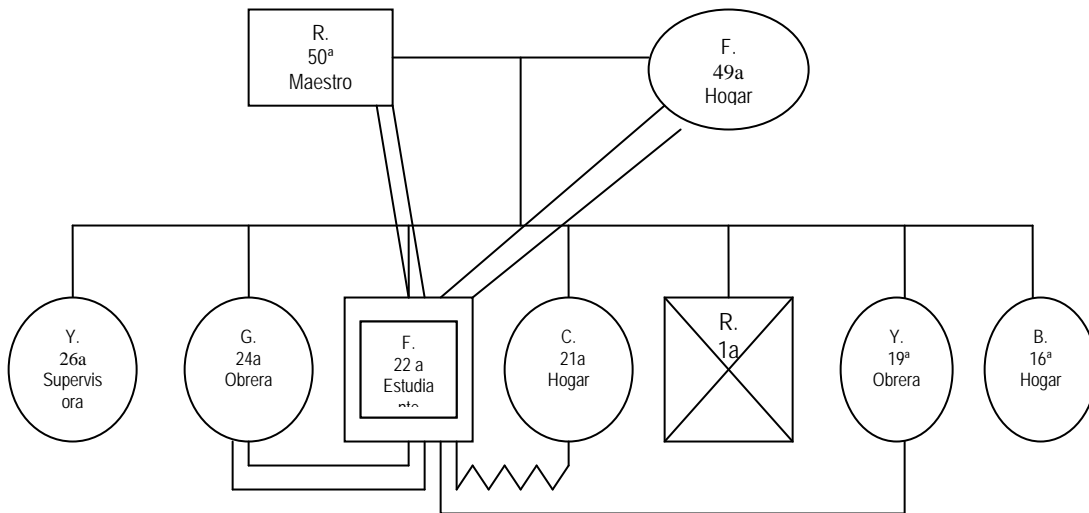 R.
50ª
Maestro
F.
49a
Hogar
Y.
26a
Supervis
ora
G.
24a
Obrera
F.
22 a
Estudia
C.
21a
Hogar
R.
1a
Y.
19ª
Obrera
B.
16ª
Hogar